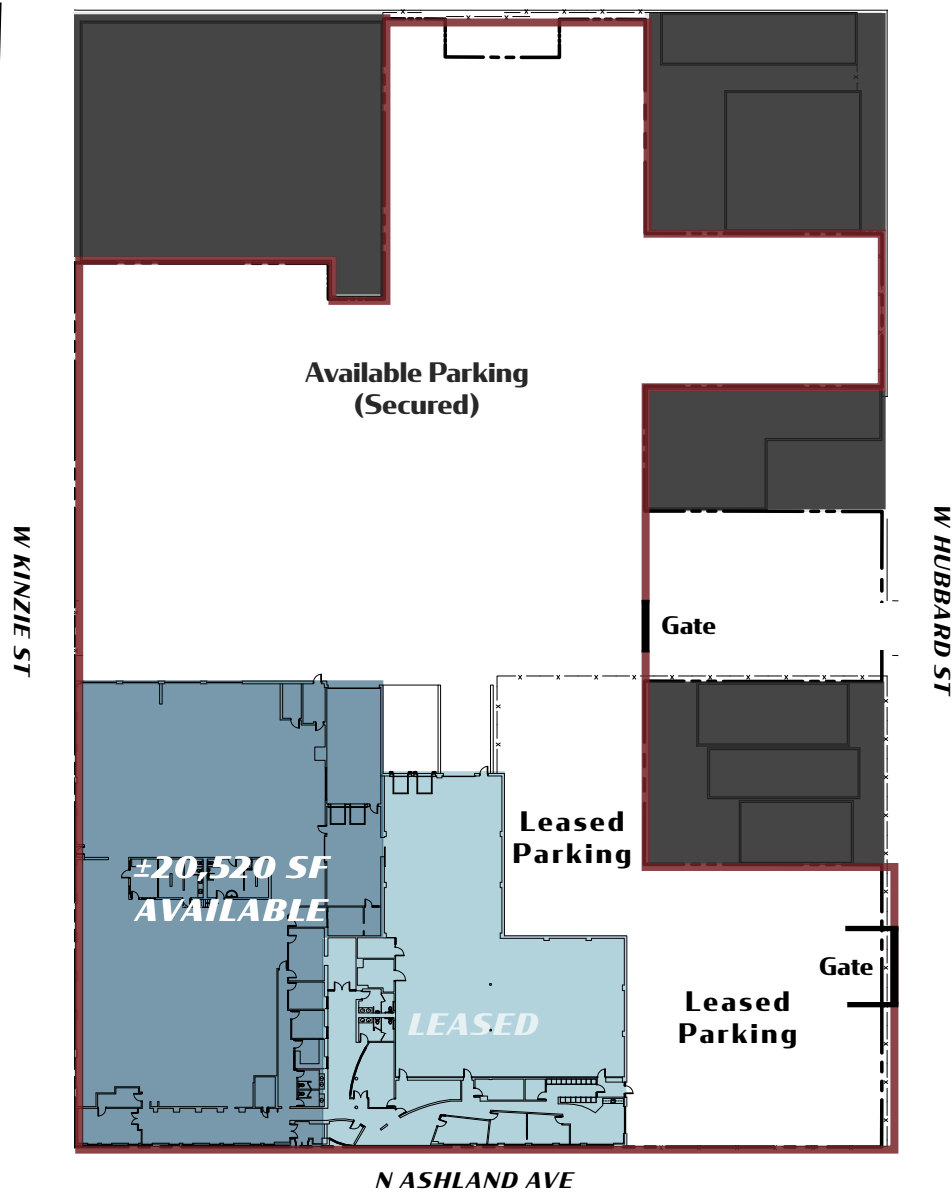 Available Parking
(Secured)
W KINZIE ST
W HUBBARD ST
Gate
Leased
Parking
±20,520 SF
AVAILABLE
Gate
Leased
Parking
LEASED
N ASHLAND AVE